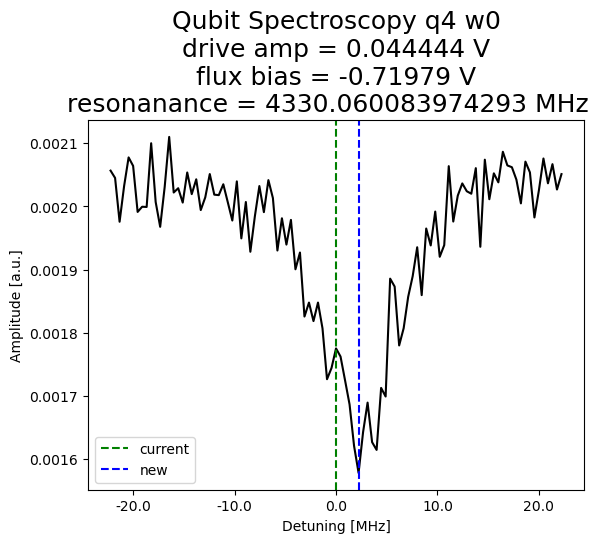 Qubit Spectroscopy q4 w0
drive amp = 0.044444 V
flux bias = -0.71979 V
resonanance = 4330.060083974293 MHz
0.0021
0.0020
0.0019
0.0018
0.0017
0.0016
Amplitude [a.u.]
current
new
-20.0
-10.0
0.0
10.0
20.0
Detuning [MHz]